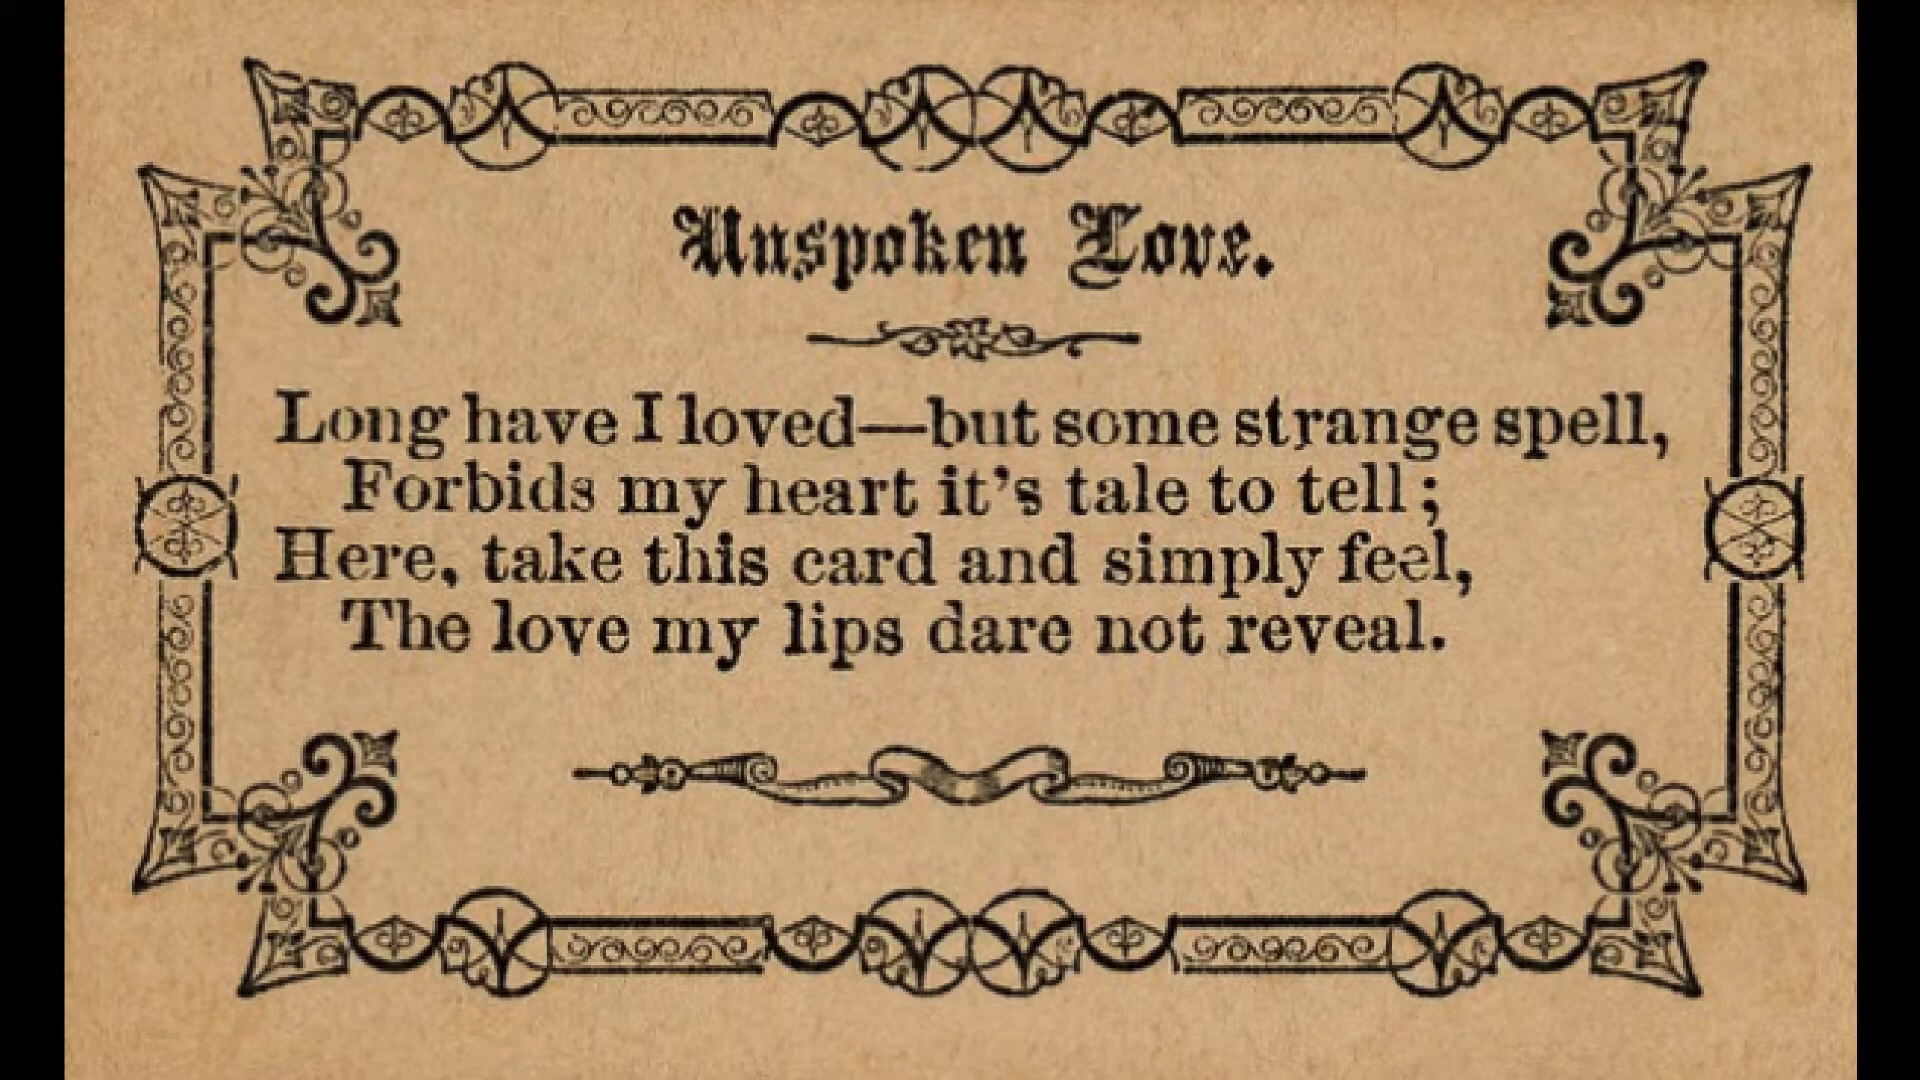 Unspoken Love.
Long have I loved—but some strange spell,
Forbids my heart it's tale to tell;
Here, take this card and simply feel,
The love my lips dare not reveal.